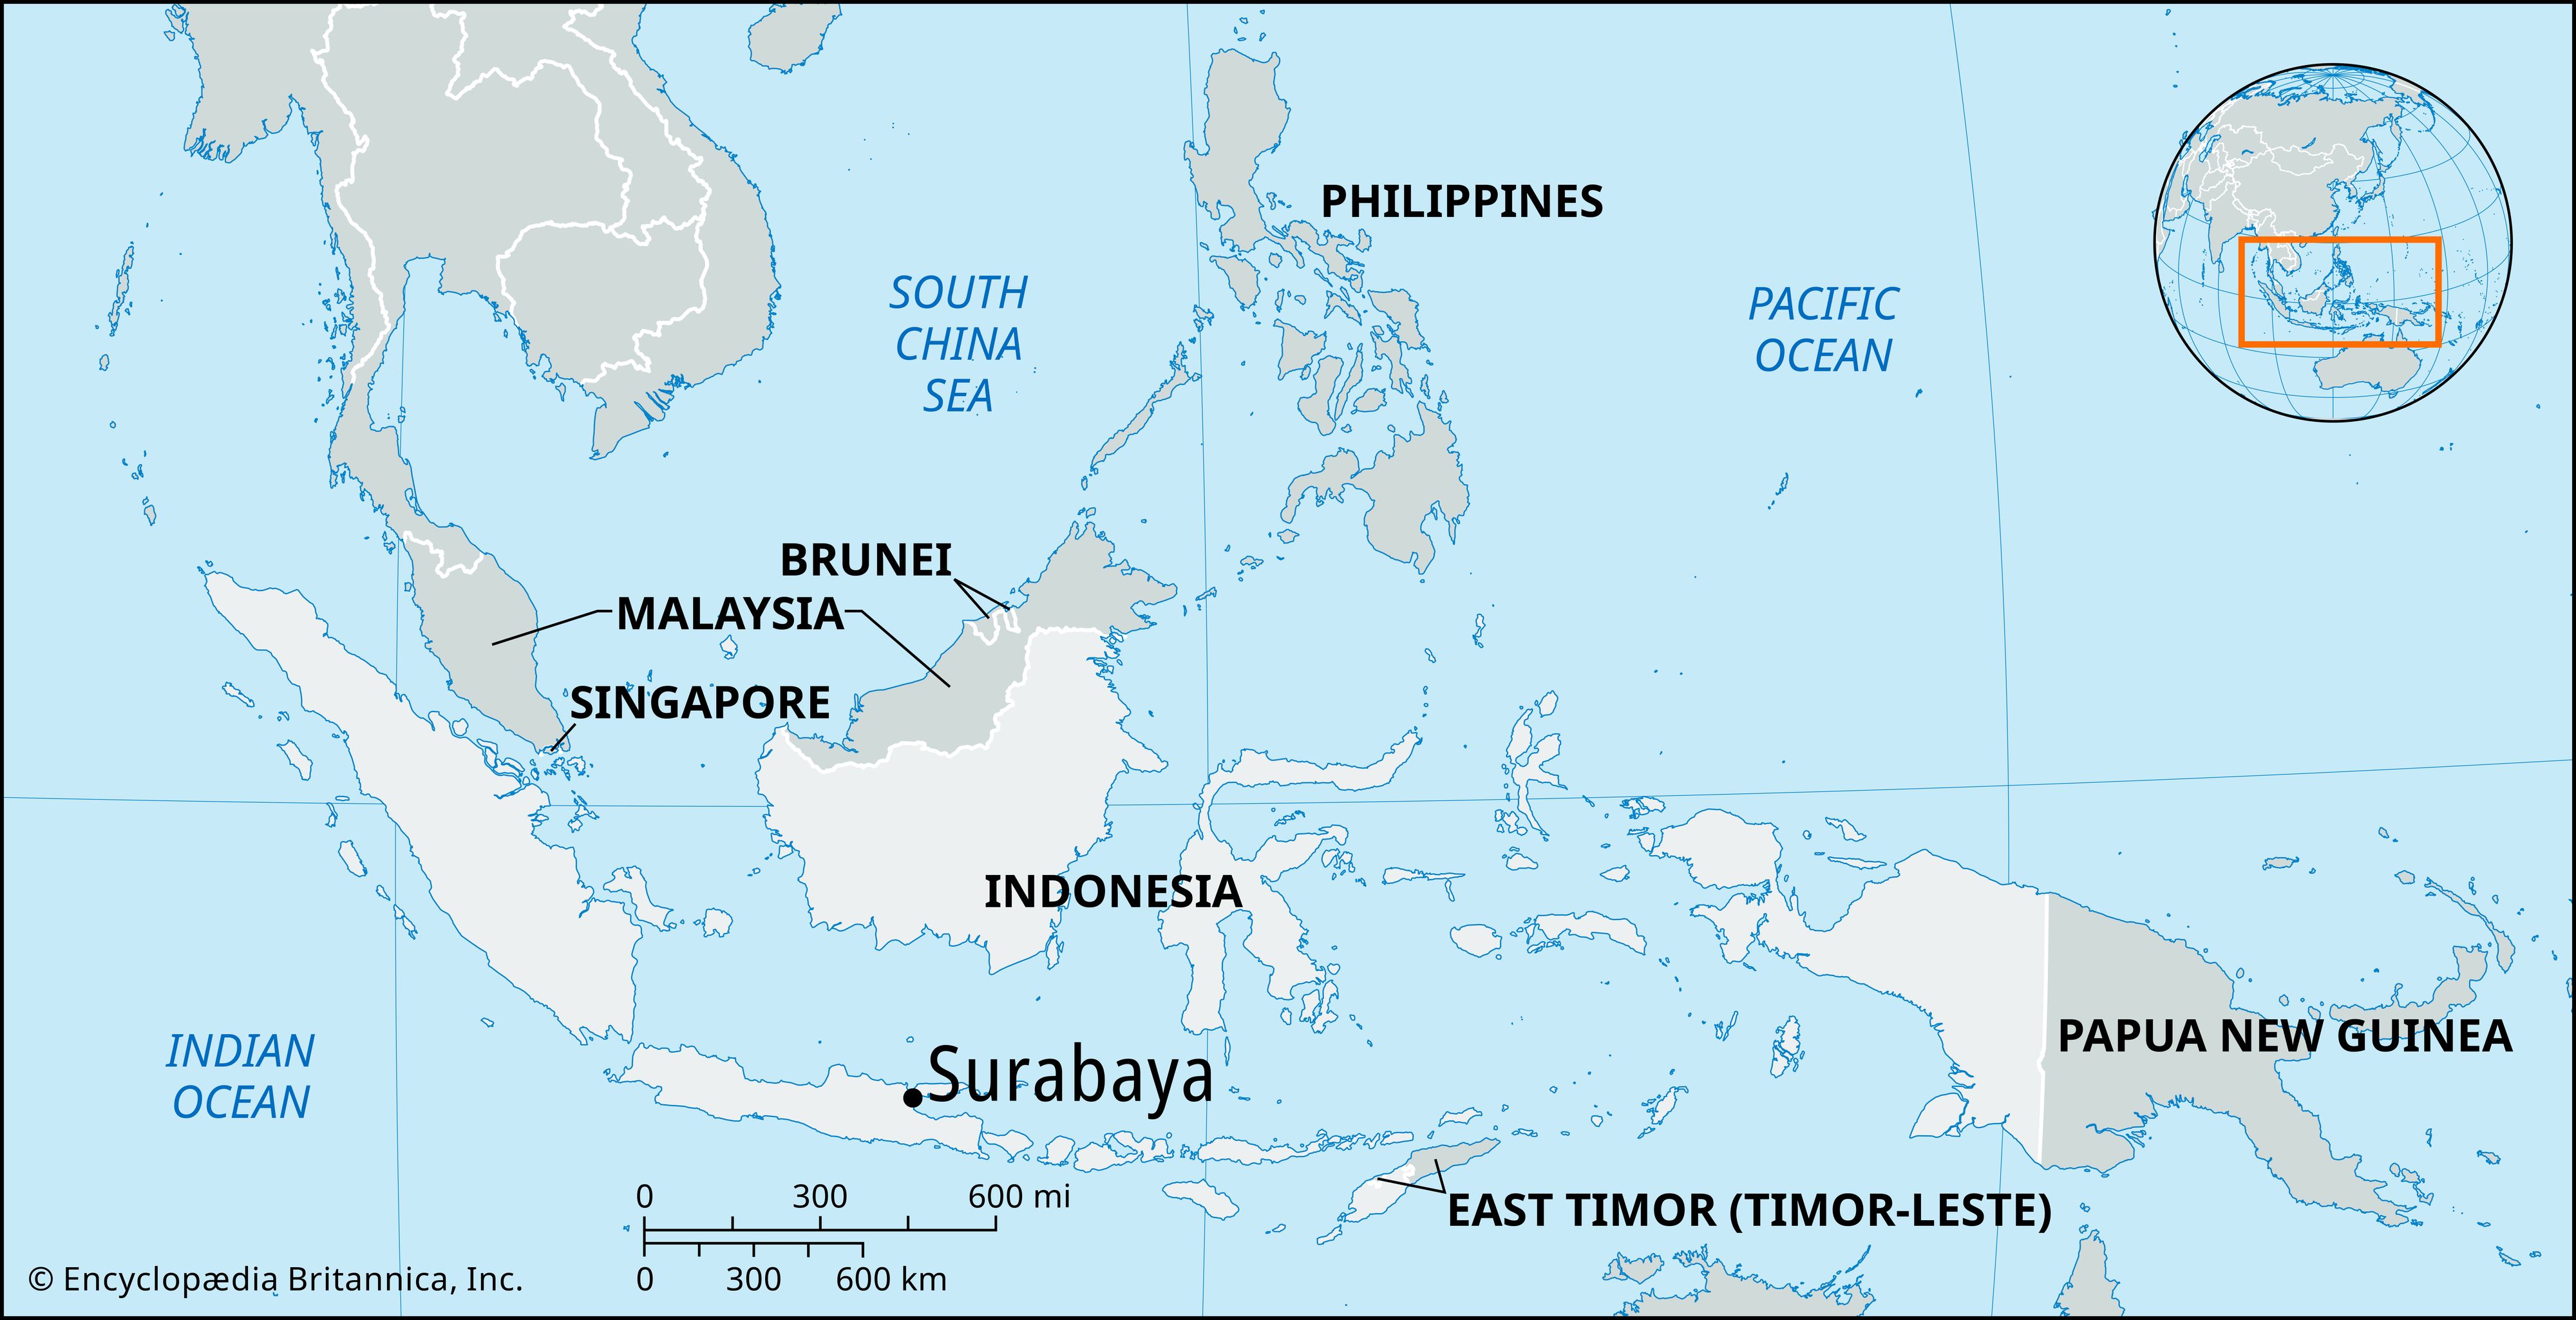 PHILIPPINES
SOUTH
CHINA
SEA
PACIFIC
OCEAN
BRUNEI
MALAYSIA
SINGAPORE
INDONESIA
PAPUA NEW GUINEA
INDIAN
OCEAN
Surabaya
EAST TIMOR (TIMOR-LESTE)
0 300 600 mi
0 300 600 km
© Encyclopædia Britannica, Inc.